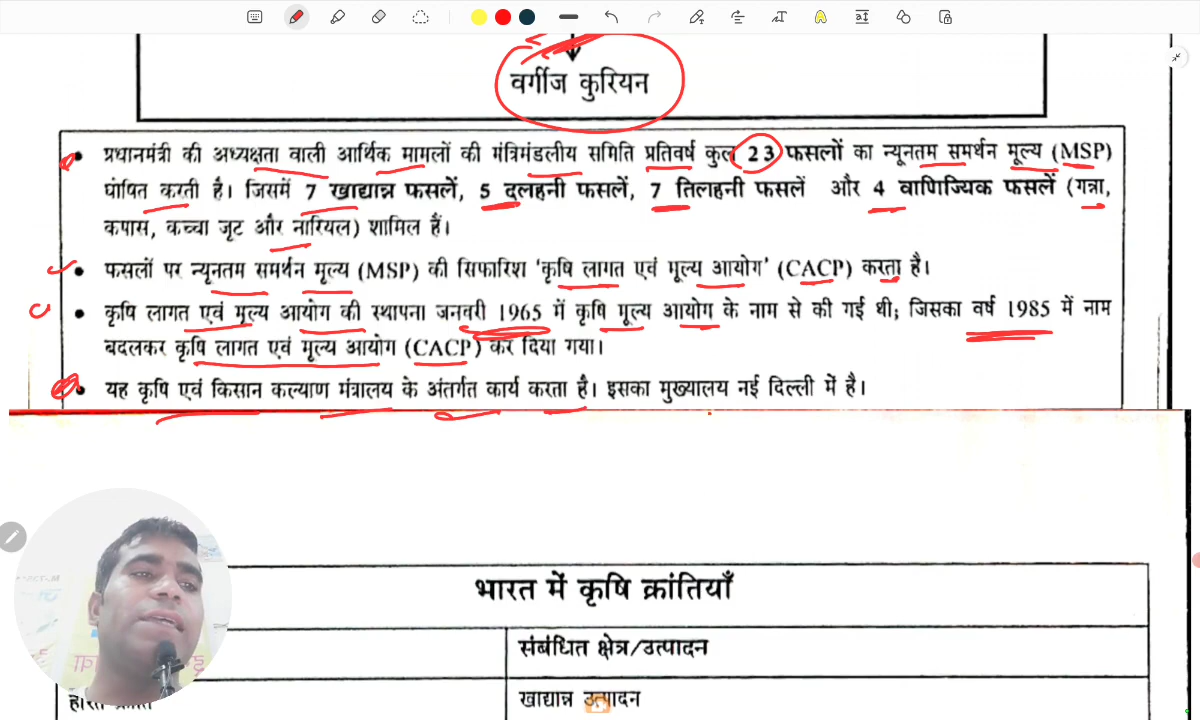 वर्गीज कुरियन
• प्रधानमंत्री की अध्यक्षता वाली आर्थिक मामलों की मंत्रिमंडलीय समिति प्रतिवर्ष कुल 23 फसलों का न्यूनतम समर्थन मूल्य (MSP)
घोषित करती है। जिसमें 7 खाद्यान्न फसलें, 5 दलहनी फसलें, 7 तिलहनी फसलें और 4 वाणिज्यिक फसलें (गन्ना,
कपास, कच्चा जूट और नारियल) शामिल हैं।
• फसलों पर न्यूनतम समर्थन मूल्य (MSP) की सिफारिश 'कृषि लागत एवं मूल्य आयोग' (CACP) करता है।
• कृषि लागत एवं मूल्य आयोग की स्थापना जनवरी 1965 में कृषि मूल्य आयोग के नाम से की गई थी; जिसका वर्ष 1985 में नाम
बदलकर कृषि लागत एवं मूल्य आयोग (CACP) कर दिया गया।
• यह कृषि एवं किसान कल्याण मंत्रालय के अंतर्गत कार्य करता है। इसका मुख्यालय नई दिल्ली में है।
भारत में कृषि क्रांतियाँ
संबंधित क्षेत्र/उत्पादन
खाद्यान्न उत्पादन